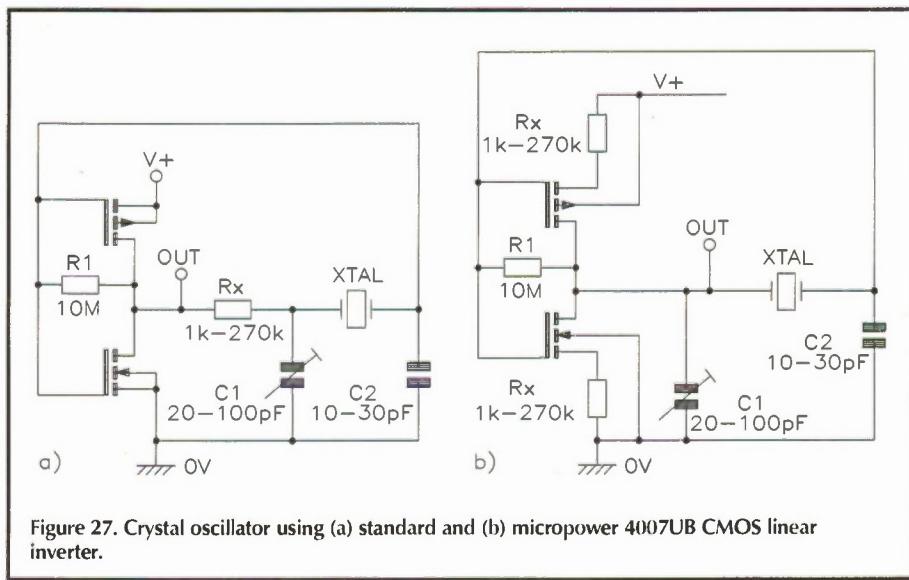 V+
R1
10M
OUT
Rx
1k-270k
XTAL
C1
20-100pF
C2
10-30pF
a)
0V
V+
Rx
1k-270k
R1
10M
OUT
XTAL
C2
10-30pF
Rx
1k-270k
C1
20-100pF
b)
0V
Figure 27. Crystal oscillator using (a) standard and (b) micropower 4007UB CMOS linear
inverter.